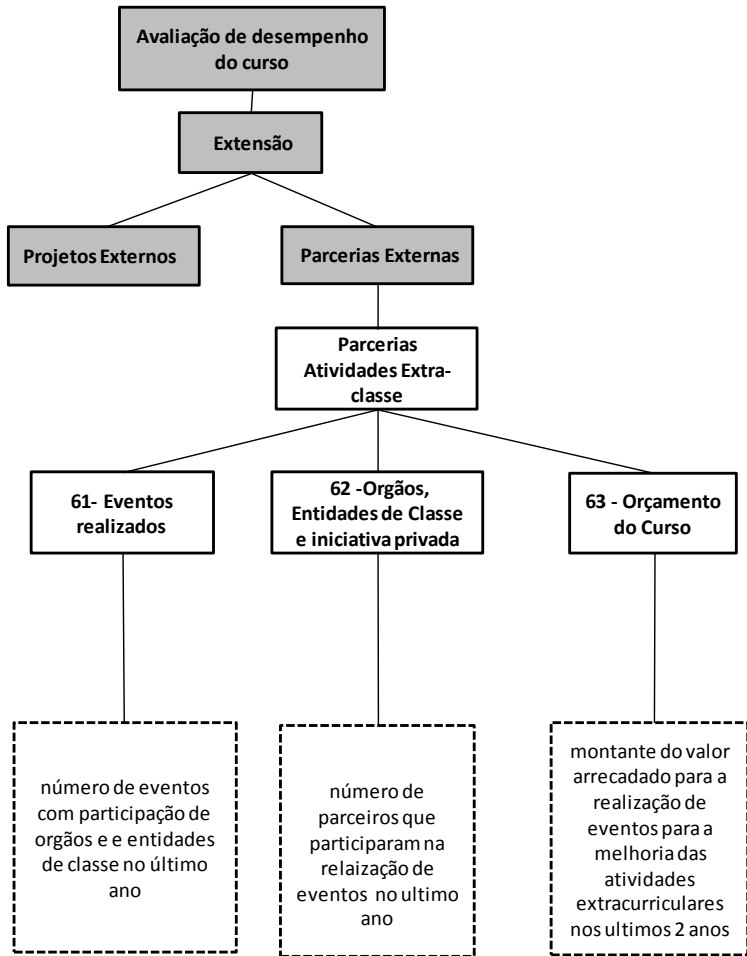 Avaliação de desempenho
do curso
Extensão
Projetos Externos
Parcerias Externas
Parcerias
Atividades Extra-
classe
61- Eventos
realizados
62 -Orgãos,
Entidades de Classe
e iniciativa privada
63 - Orçamento
do Curso
número de eventos
com participação de
orgãos e e entidades
de classe no último
ano
número de
parceiros que
participaram na
relaização de
eventos no ultimo
ano
montante do valor
arrecadado para a
realização de
eventos para a
melhoria das
atividades
extracurriculares
nos ultimos 2 anos